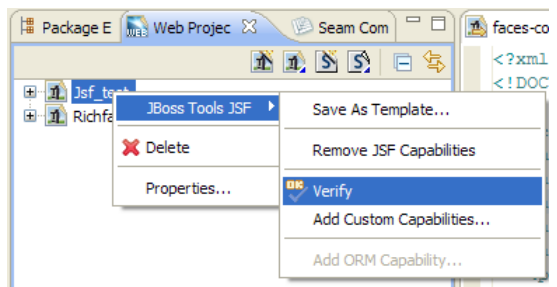 Package E Web Projec Seam Com faces-co
<?xml
<!DOC
Jsf_test
Richfa
JBoss Tools JSF
Delete
Properties...
Save As Template...
Remove JSF Capabilities
Verify
Add Custom Capabilities...
Add ORM Capability...